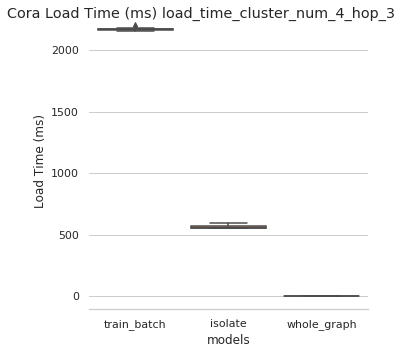 Cora Load Time (ms) load_time_cluster_num_4_hop_3
2000
1500
1000
500
0
Load Time (ms)
train_batch isolate whole_graph
models